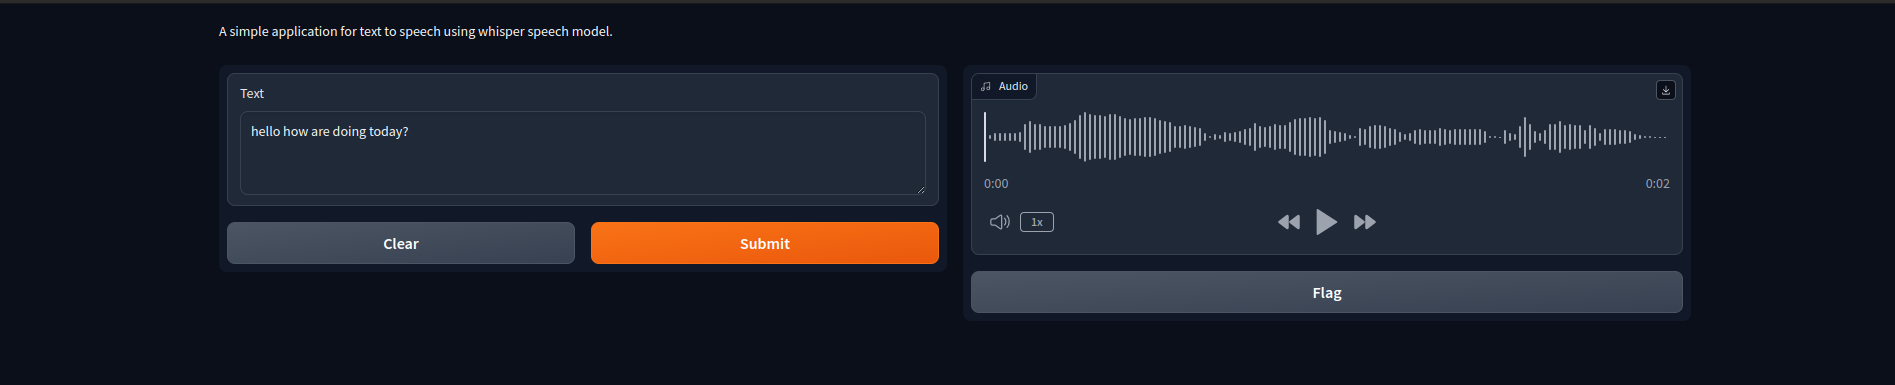 A simple application for text to speech using whisper speech model.
Text
hello how are doing today?
Clear
Submit
Audio
0:00
0:02
1x
Flag